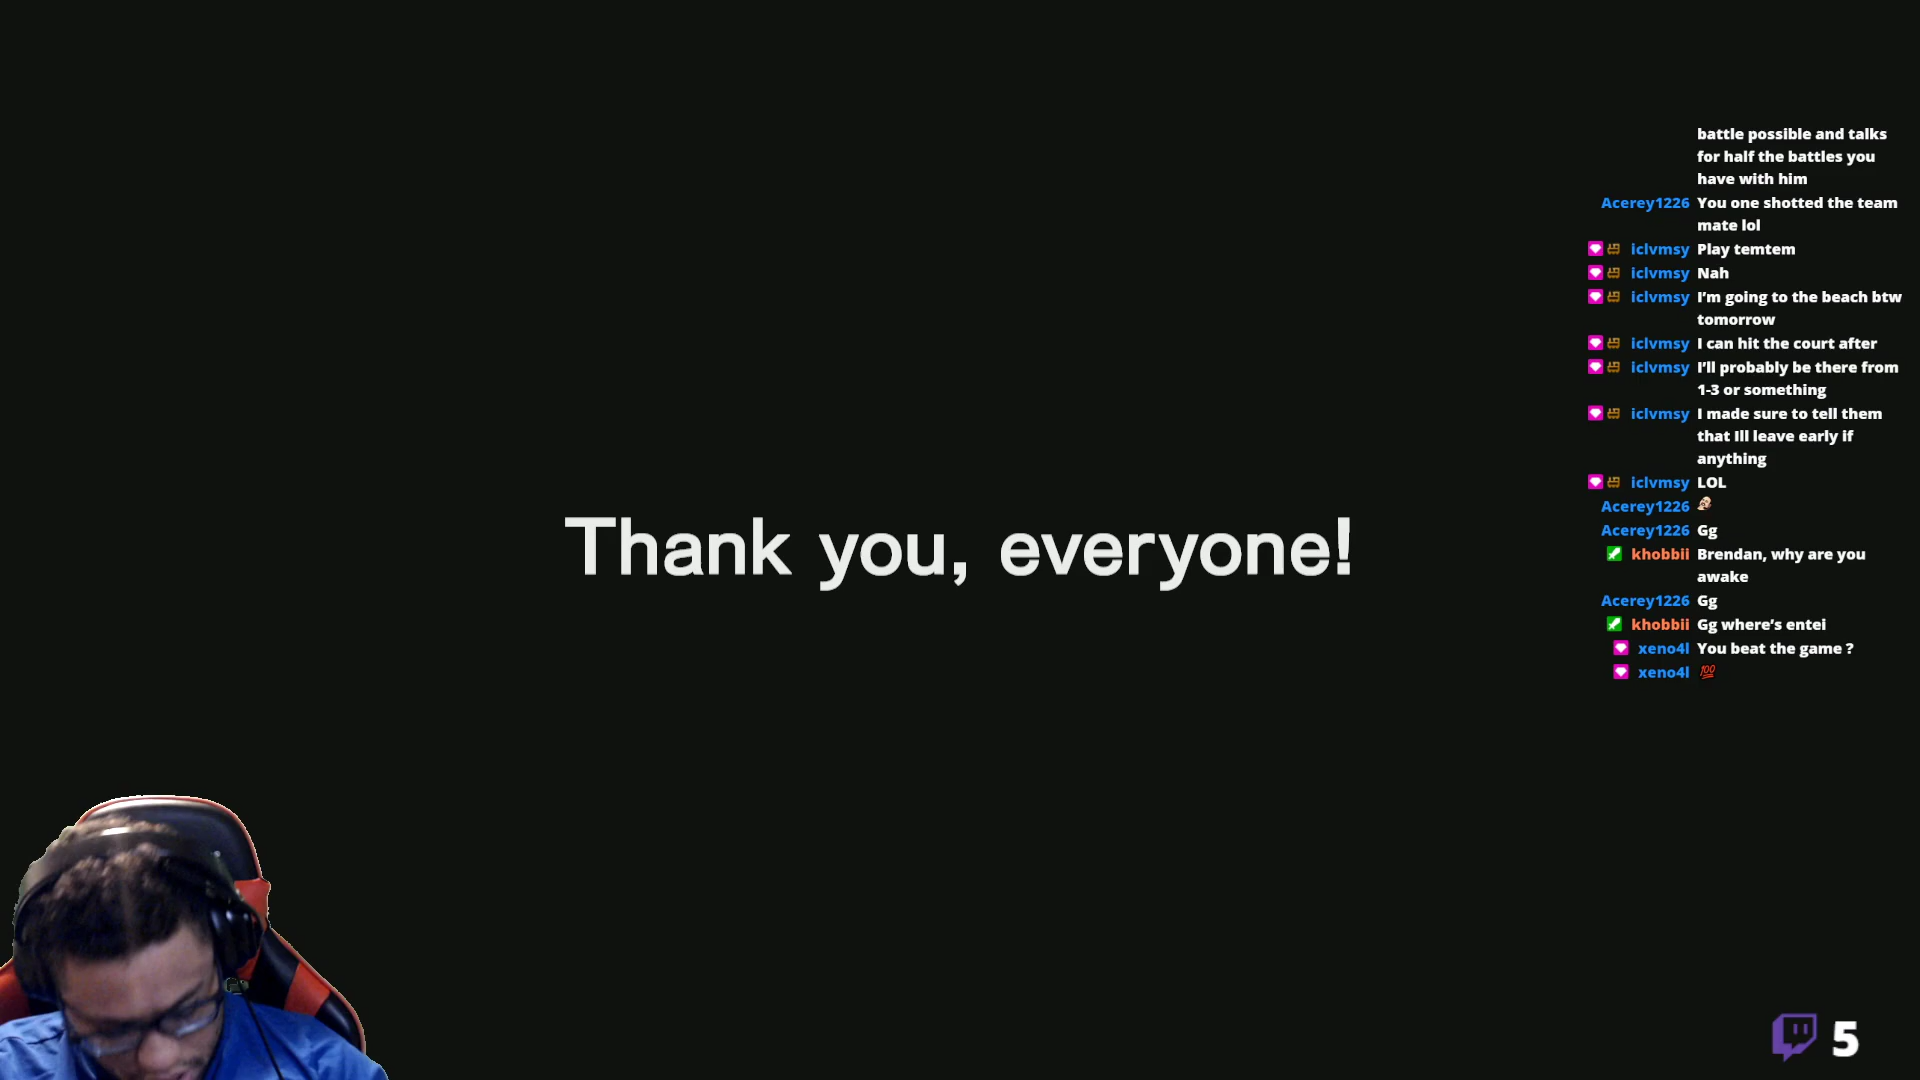 battle possible and talks
for half the battles you
have with him
Acerey1226 You one shotted the team
mate lol
iclvmsy Play temtem
iclvmsy Nah
iclvmsy I’m going to the beach btw
tomorrow
iclvmsy I can hit the court after
iclvmsy I’ll probably be there from
1-3 or something
iclvmsy I made sure to tell them
that Ill leave early if
anything
iclvmsy LOL
Acerey1226
Acerey1226 Gg
khobbii Brendan, why are you
awake
Acerey1226 Gg
khobbii Gg where’s entei
xeno4l You beat the game ?
xeno4l 💯
Thank you, everyone!
5